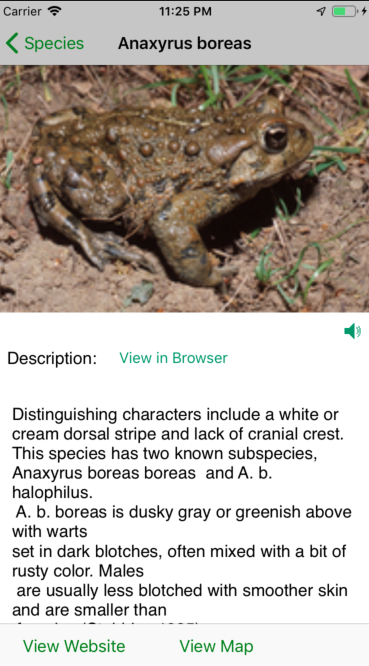 Carrier 11:25 PM
Species Anaxyrus boreas
Description: View in Browser
Distinguishing characters include a white or
cream dorsal stripe and lack of cranial crest.
This species has two known subspecies,
Anaxyrus boreas boreas and A. b.
halophilus.
A. b. boreas is dusky gray or greenish above
with warts
set in dark blotches, often mixed with a bit of
rusty color. Males
are usually less blotched with smoother skin
and are smaller than
View Website View Map